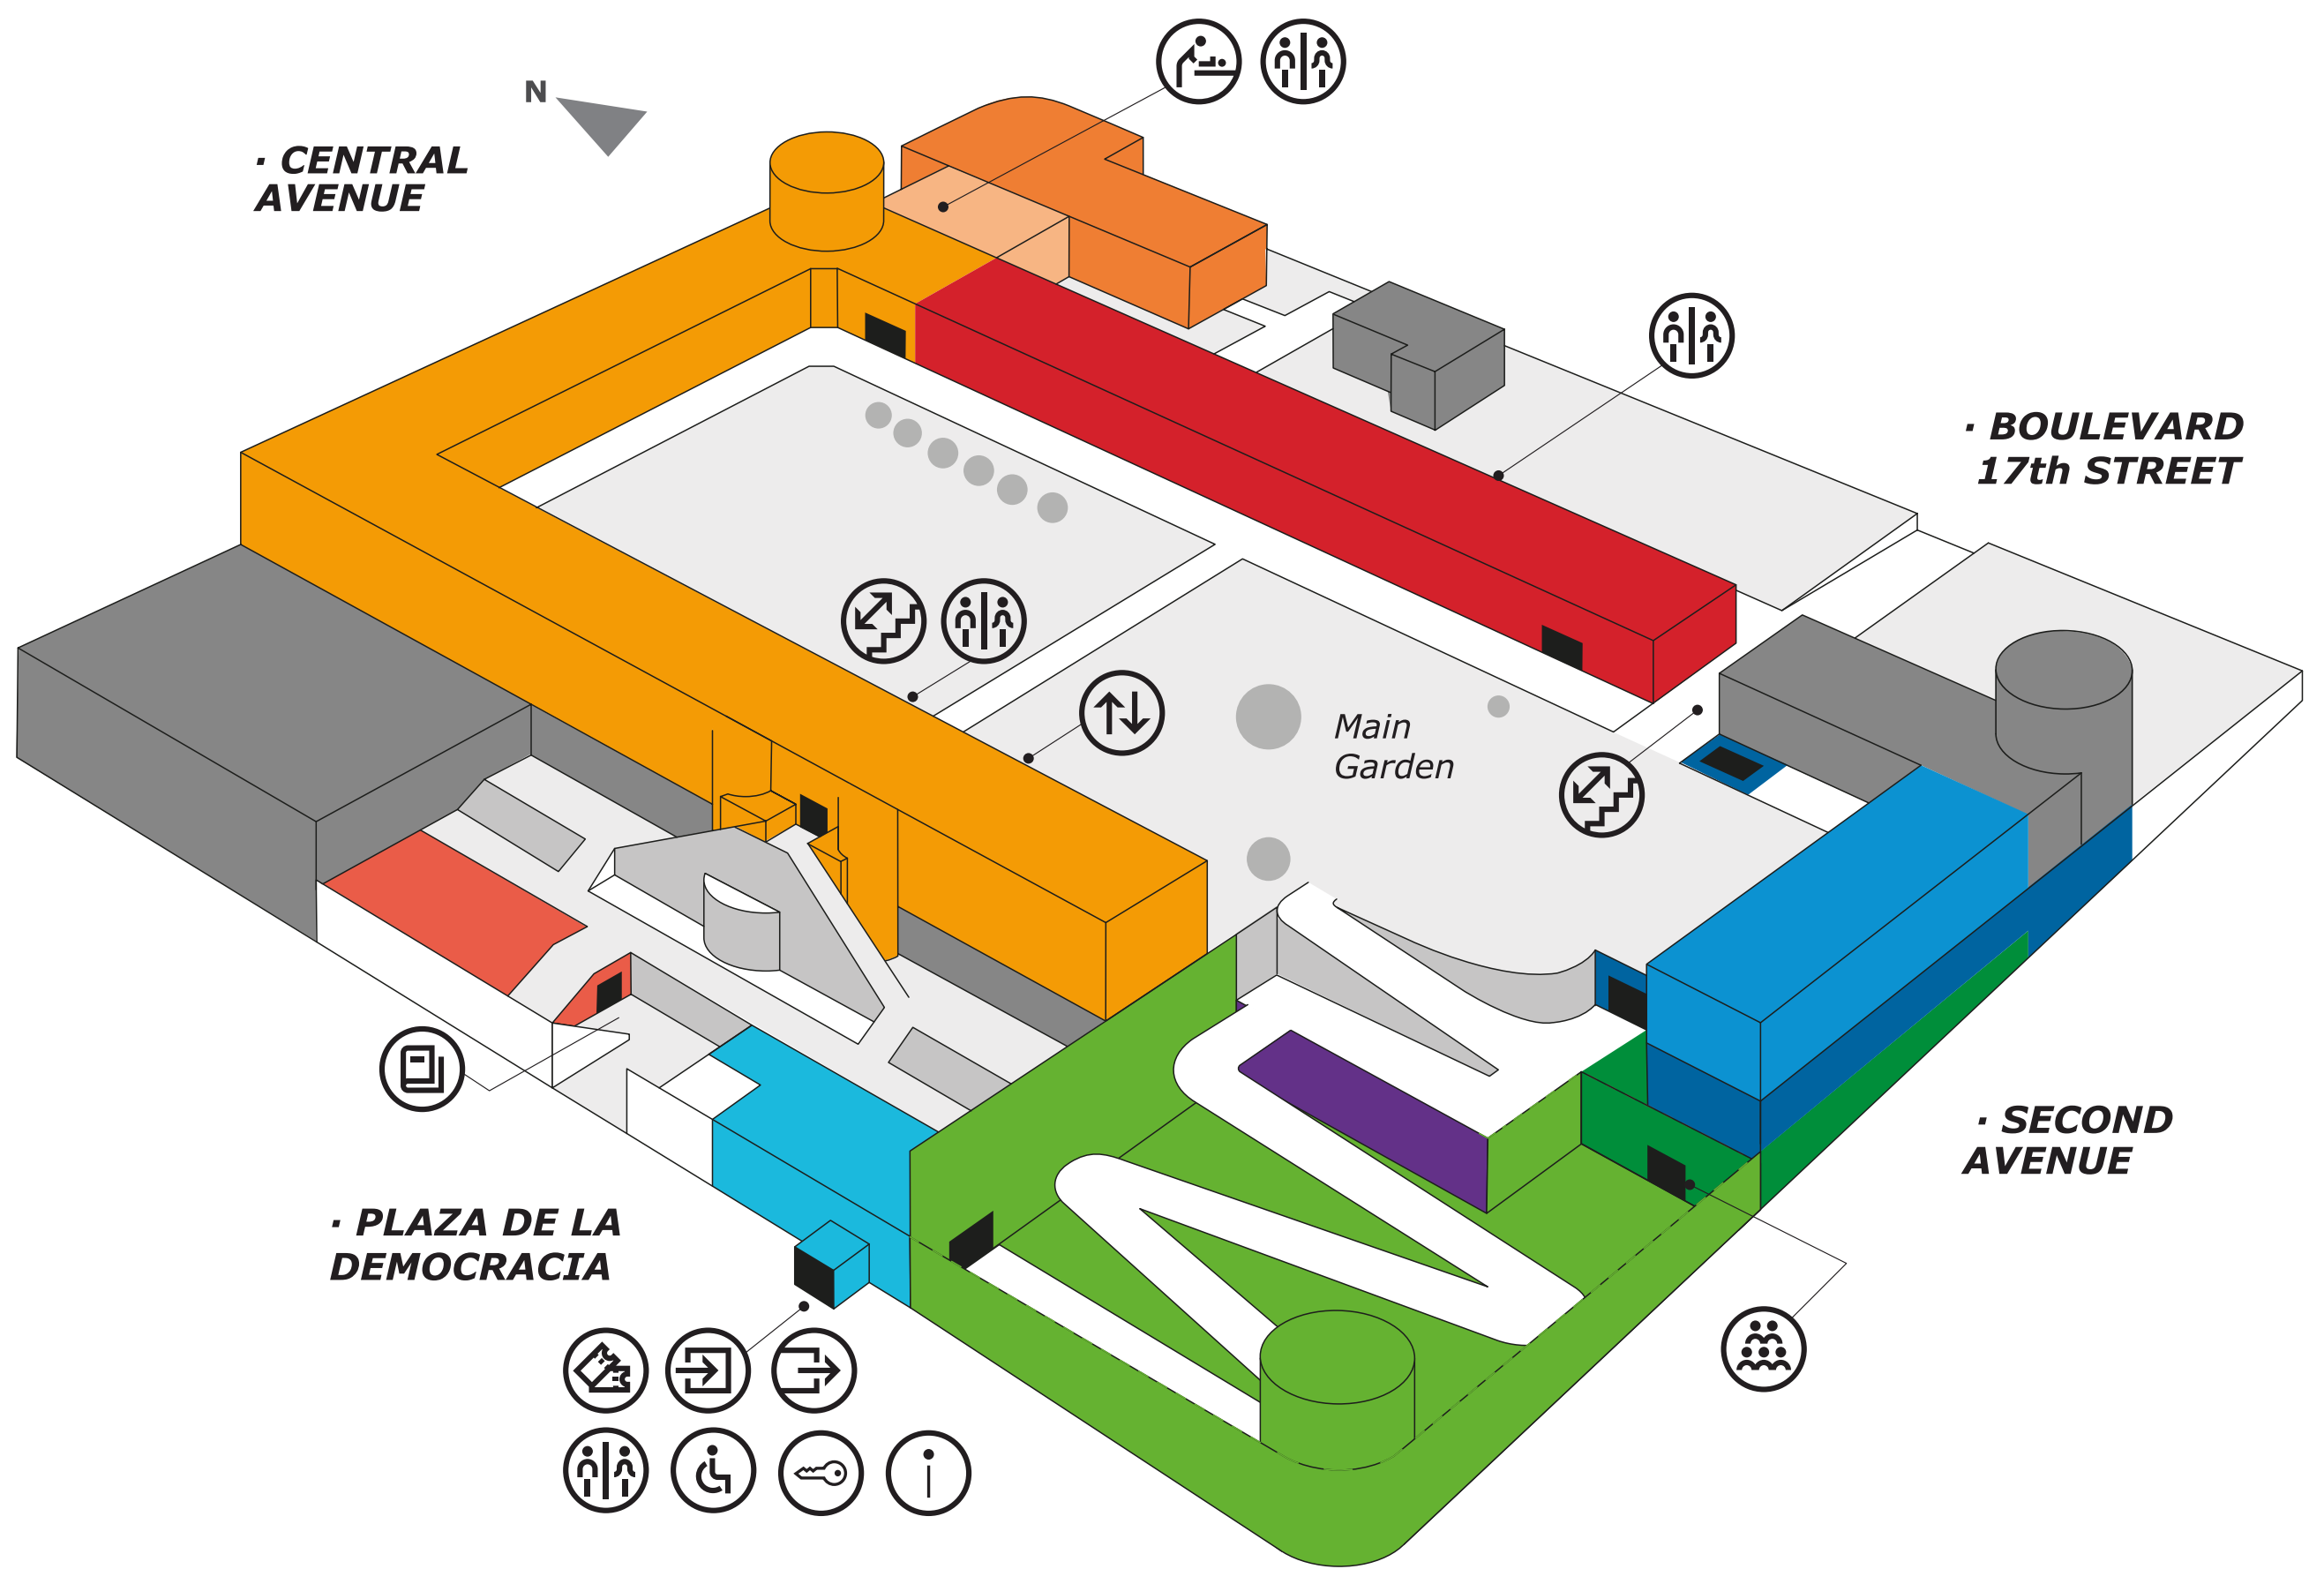 N
· CENTRAL
AVENUE
· BOULEVARD
17th STREET
Main
Garden
· SECOND
AVENUE
· PLAZA DE LA
DEMOCRACIA